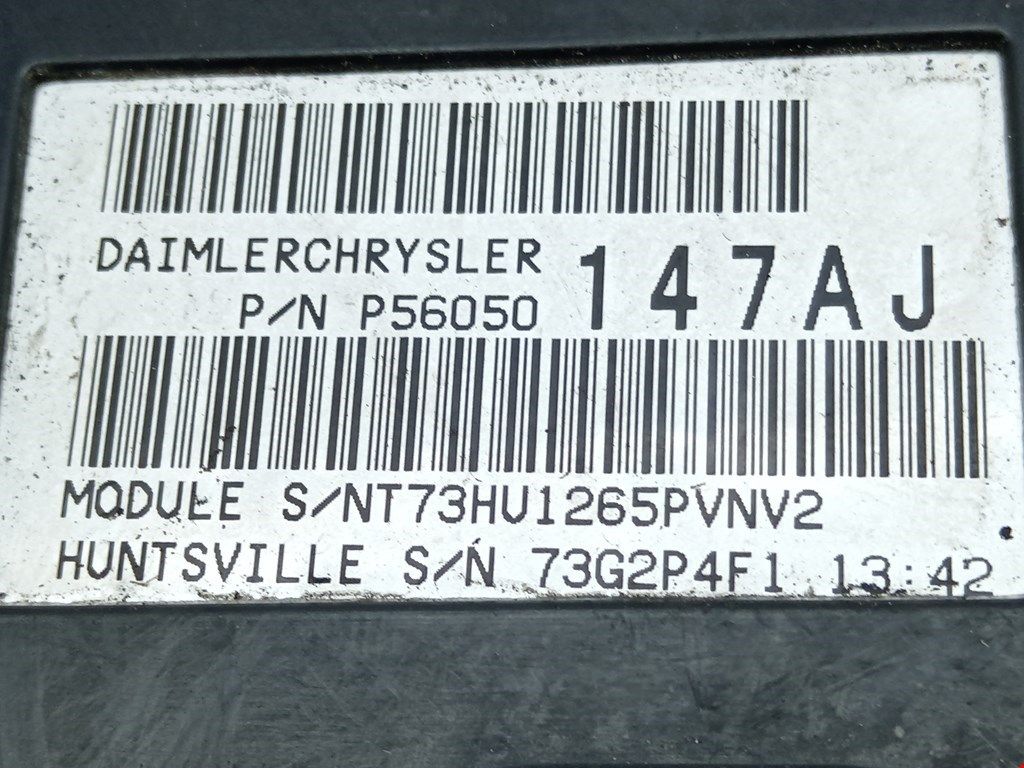 DAIMLERCHRYSLER
P/N P56050 147AJ
MODULE S/NT73HU1265PVNV2
HUNTSVILLE S/N 73G2P4F1 13:42